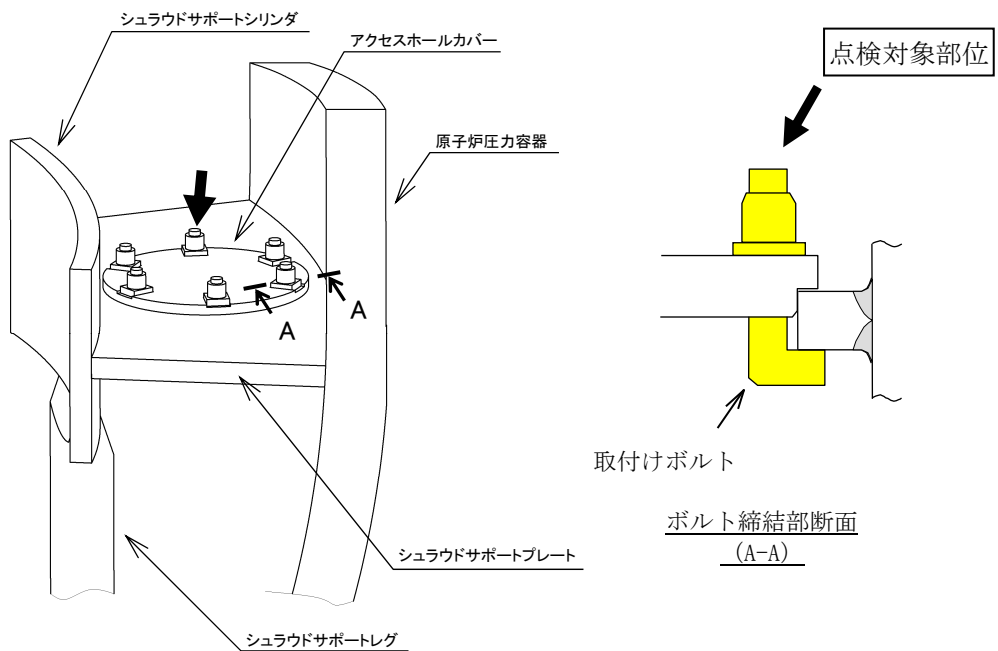 シュラウドサポートシリンダ
アクセスホールカバー
原子炉圧力容器
点検対象部位
A
A
取付けボルト
ボルト締結部断面
(A-A)
シュラウドサポートプレート
シュラウドサポートレグ